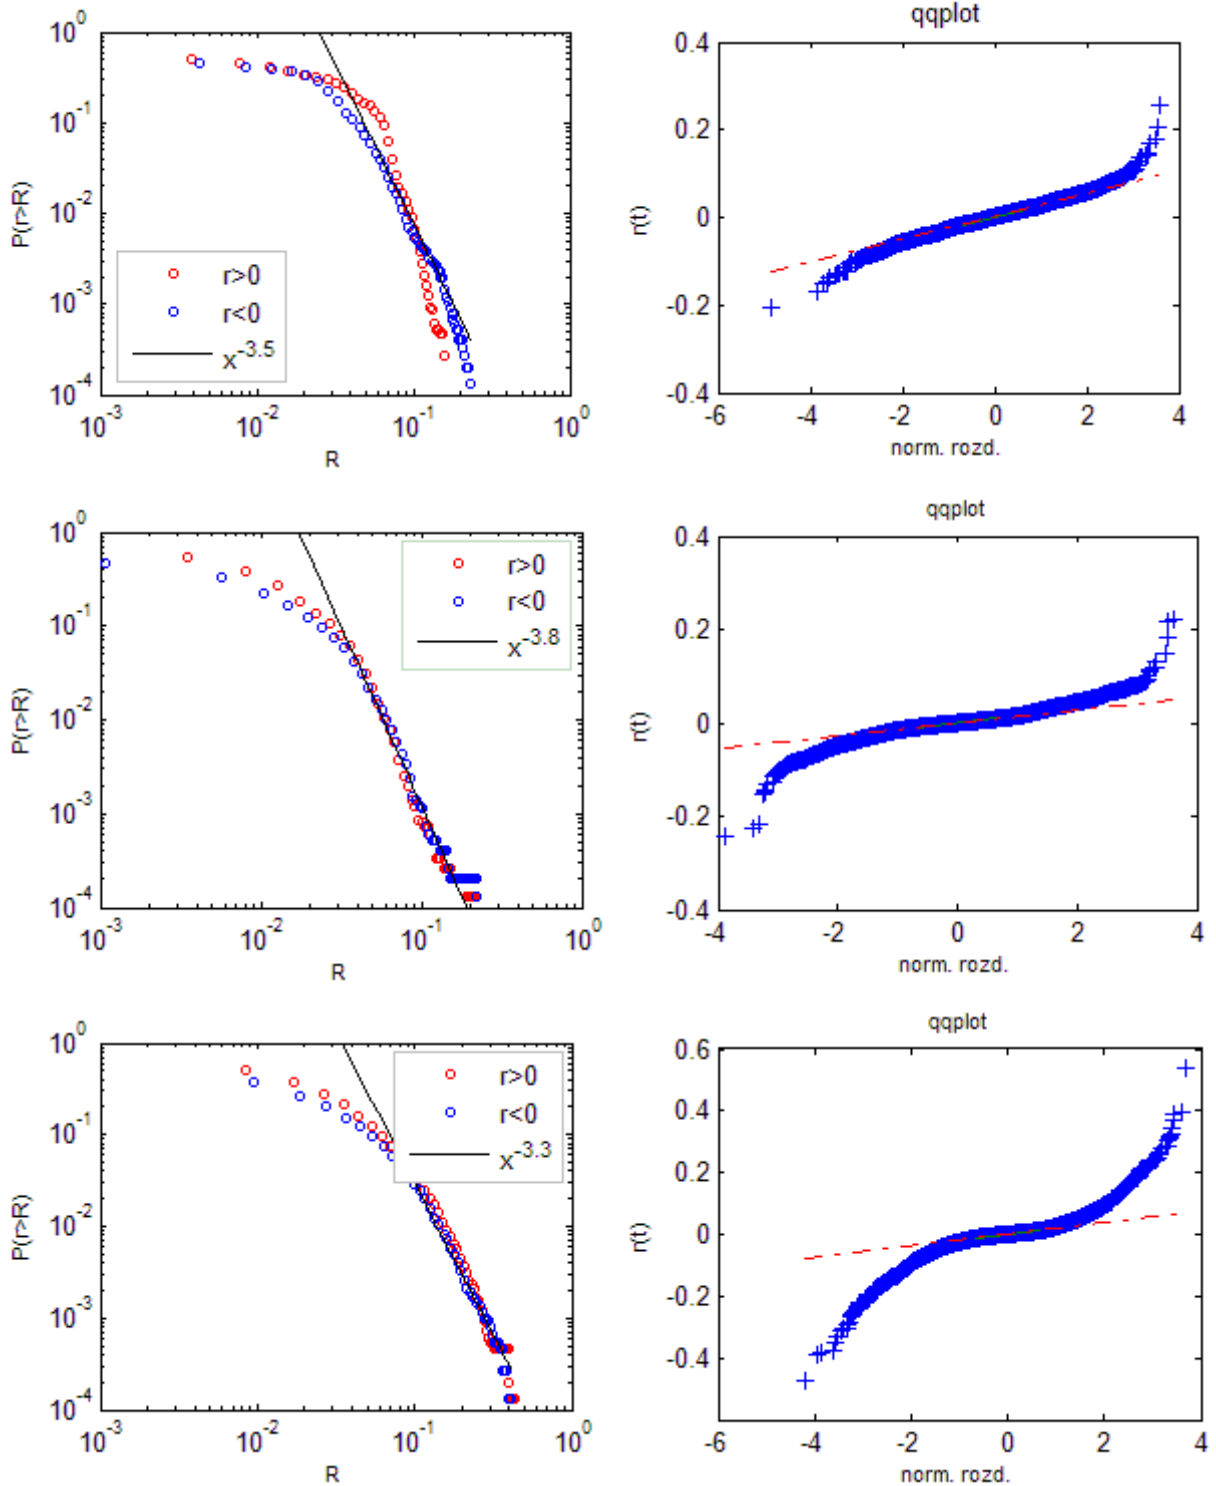 qqplot
10^0
10^-1
10^-2
10^-3
10^-4
P(r>R)
r>0
r<0
x^-3.5
10^-3
10^-2
10^-1
10^0
R
0.4
0.2
0
-0.2
-0.4
r(t)
-6
-4
-2
0
2
4
norm. rozd.
10^0
10^-1
10^-2
10^-3
10^-4
P(r>R)
r>0
r<0
x^-3.8
10^-3
10^-2
10^-1
10^0
R
qqplot
0.4
0.2
0
-0.2
-0.4
r(t)
-4
-2
0
2
4
norm. rozd.
10^0
10^-1
10^-2
10^-3
10^-4
P(r>R)
r>0
r<0
x^-3.3
10^-3
10^-2
10^-1
10^0
R
qqplot
0.6
0.4
0.2
0
-0.2
-0.4
r(t)
-6
-4
-2
0
2
4
norm. rozd.